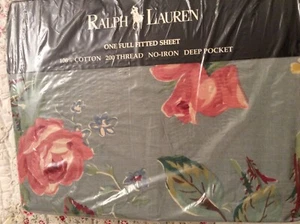 RALPH LAUREN
ONE FULL FITTED SHEET
100% COTTON 200 THREAD NO-IRON DEEP POCKET